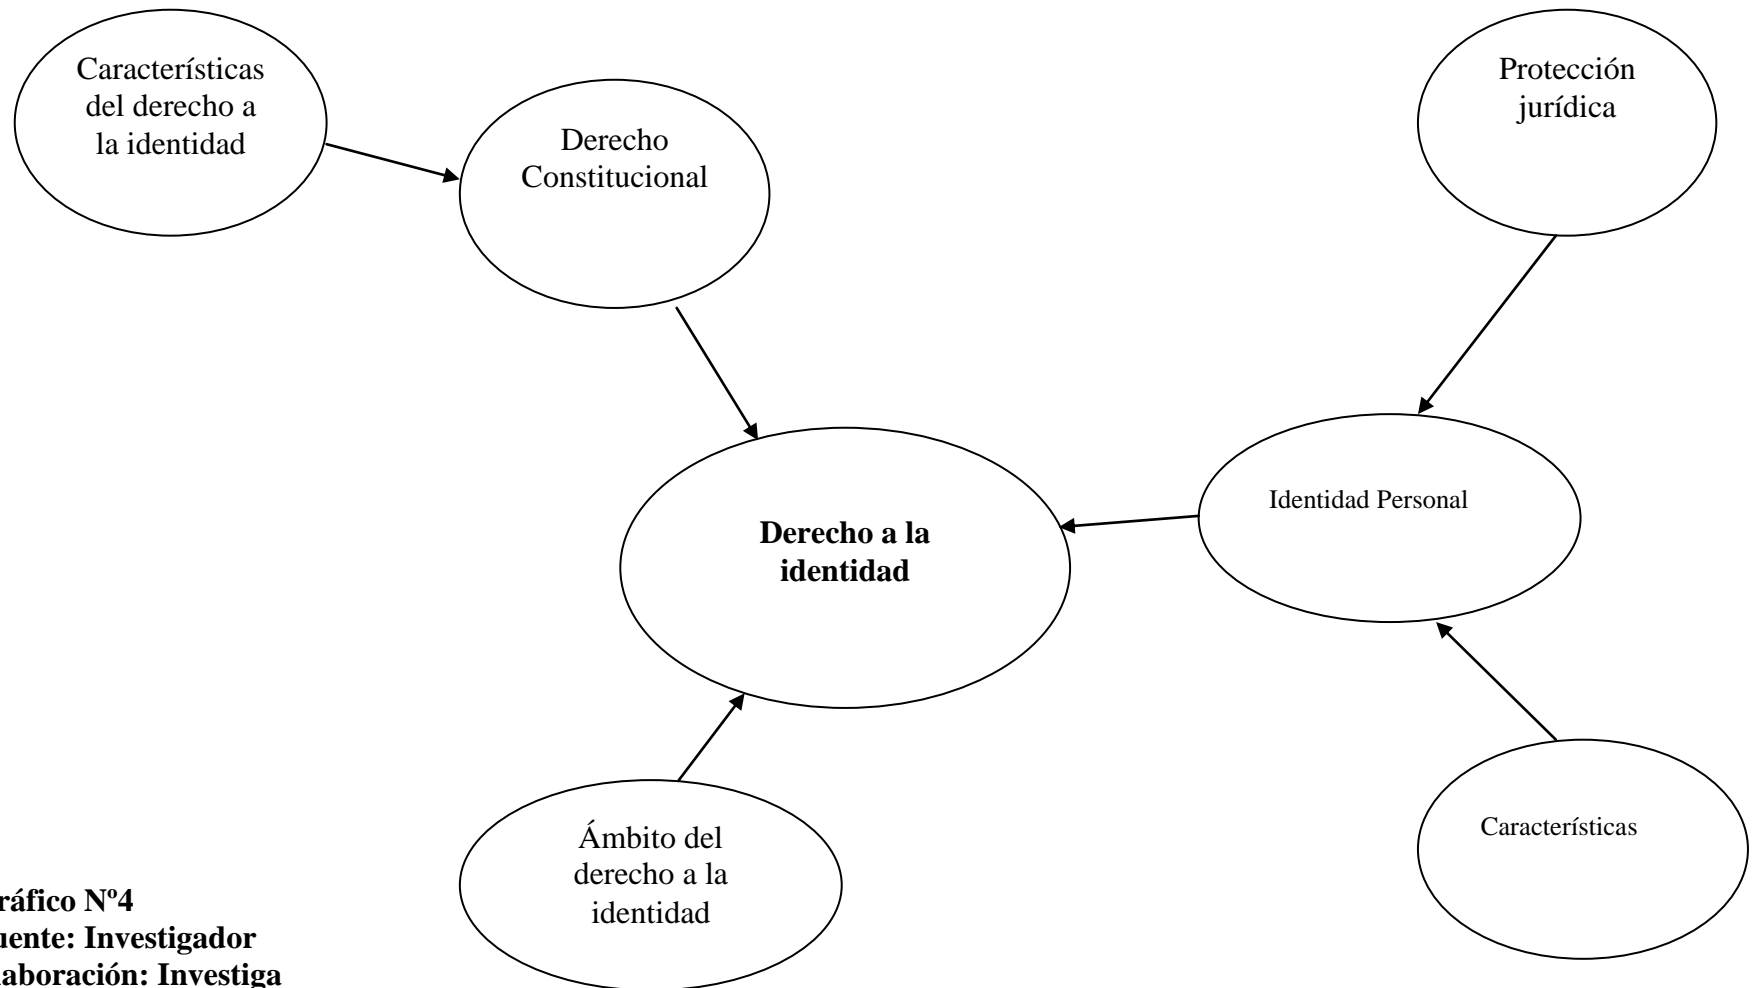 Características
del derecho a
la identidad
Derecho
Constitucional
Protección
jurídica
Derecho a la
identidad
Identidad Personal
Ámbito del
derecho a la
identidad
Características
ráfico Nº4
uente: Investigador
laboración: Investiga